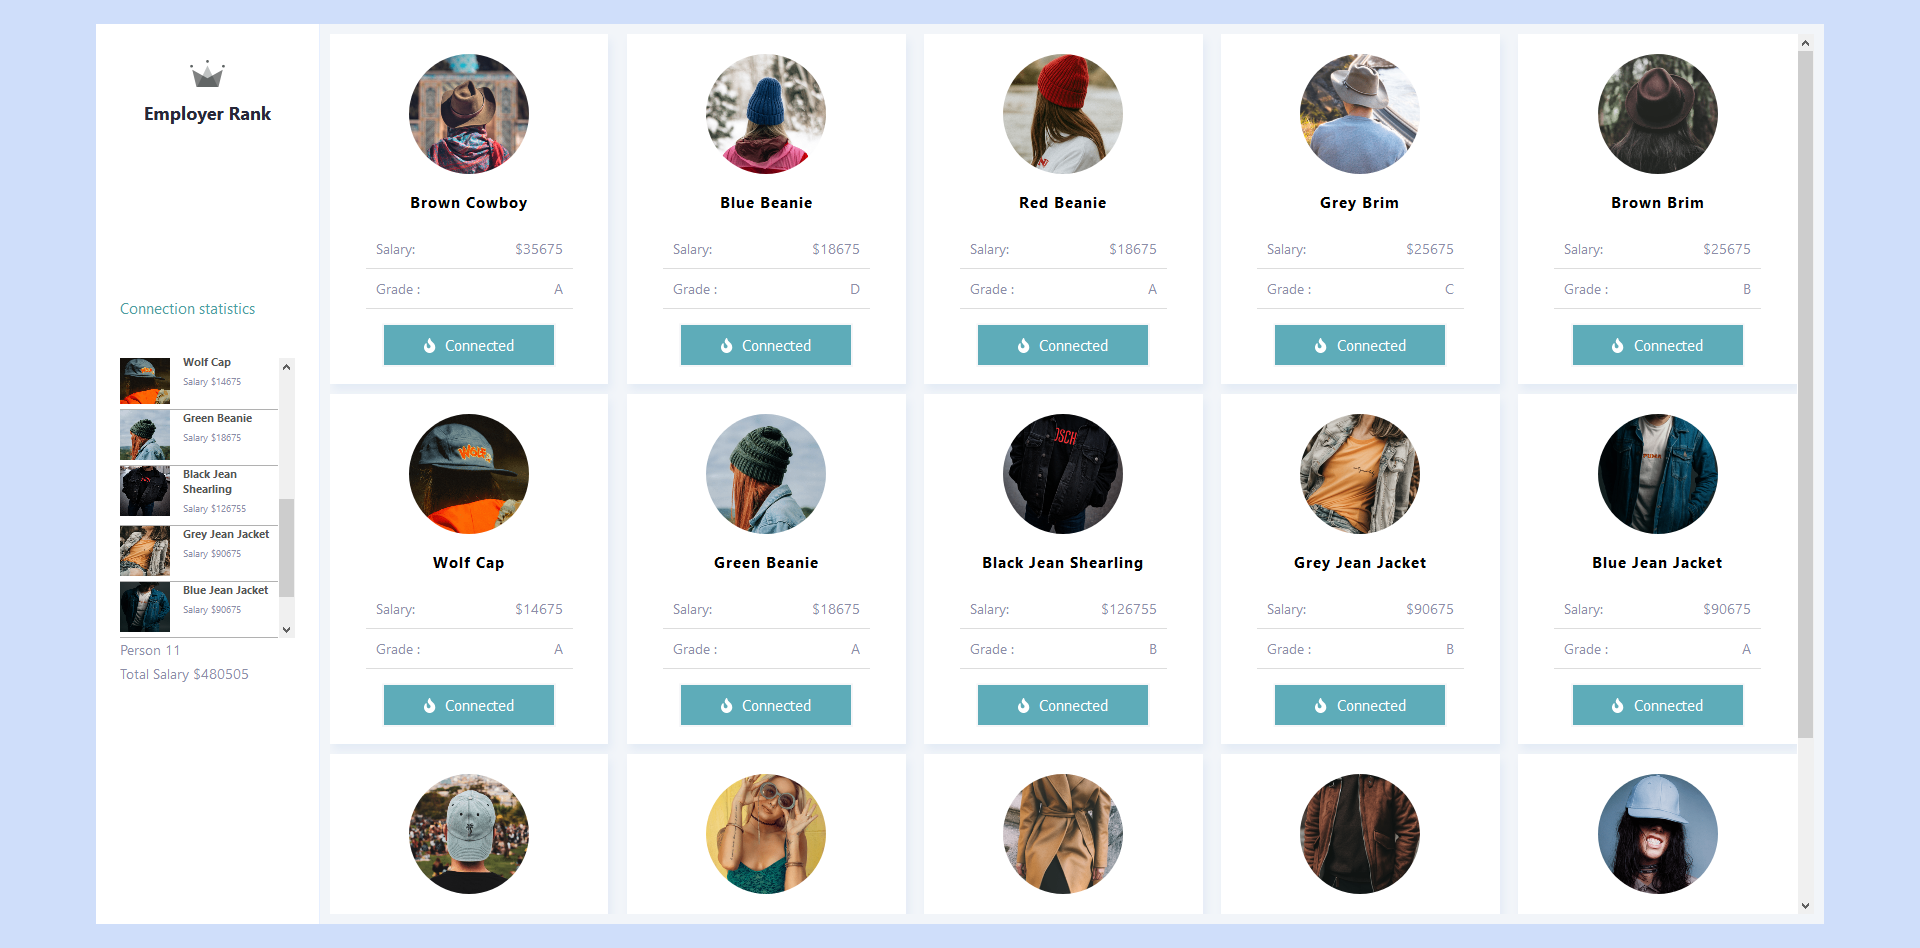 Employer Rank
Connection statistics
Wolf Cap
Salary $14675
Green Beanie
Salary $18675
Black Jean
Shearling
Salary $126755
Grey Jean Jacket
Salary $90675
Blue Jean Jacket
Salary $90675
Person 11
Total Salary $480505
Brown Cowboy
Salary: $35675
Grade : A
Connected
Blue Beanie
Salary: $18675
Grade : D
Connected
Red Beanie
Salary: $18675
Grade : A
Connected
Grey Brim
Salary: $25675
Grade : C
Connected
Brown Brim
Salary: $25675
Grade : B
Connected
Wolf
Wolf Cap
Salary: $14675
Grade : A
Connected
Green Beanie
Salary: $18675
Grade : A
Connected
Black Jean Shearling
Salary: $126755
Grade : B
Connected
Grey Jean Jacket
Salary: $90675
Grade : B
Connected
Blue Jean Jacket
Salary: $90675
Grade : A
Connected